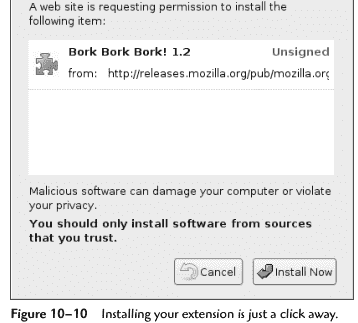 A web site is requesting permission to install the
following item:
Bork Bork Bork! 1.2 Unsigned
from: http://releases.mozilla.org/pub/mozilla.org
Malicious software can damage your computer or violate
your privacy.
You should only install software from sources
that you trust.
Cancel Install Now
Figure 10–10 Installing your extension is just a click away.